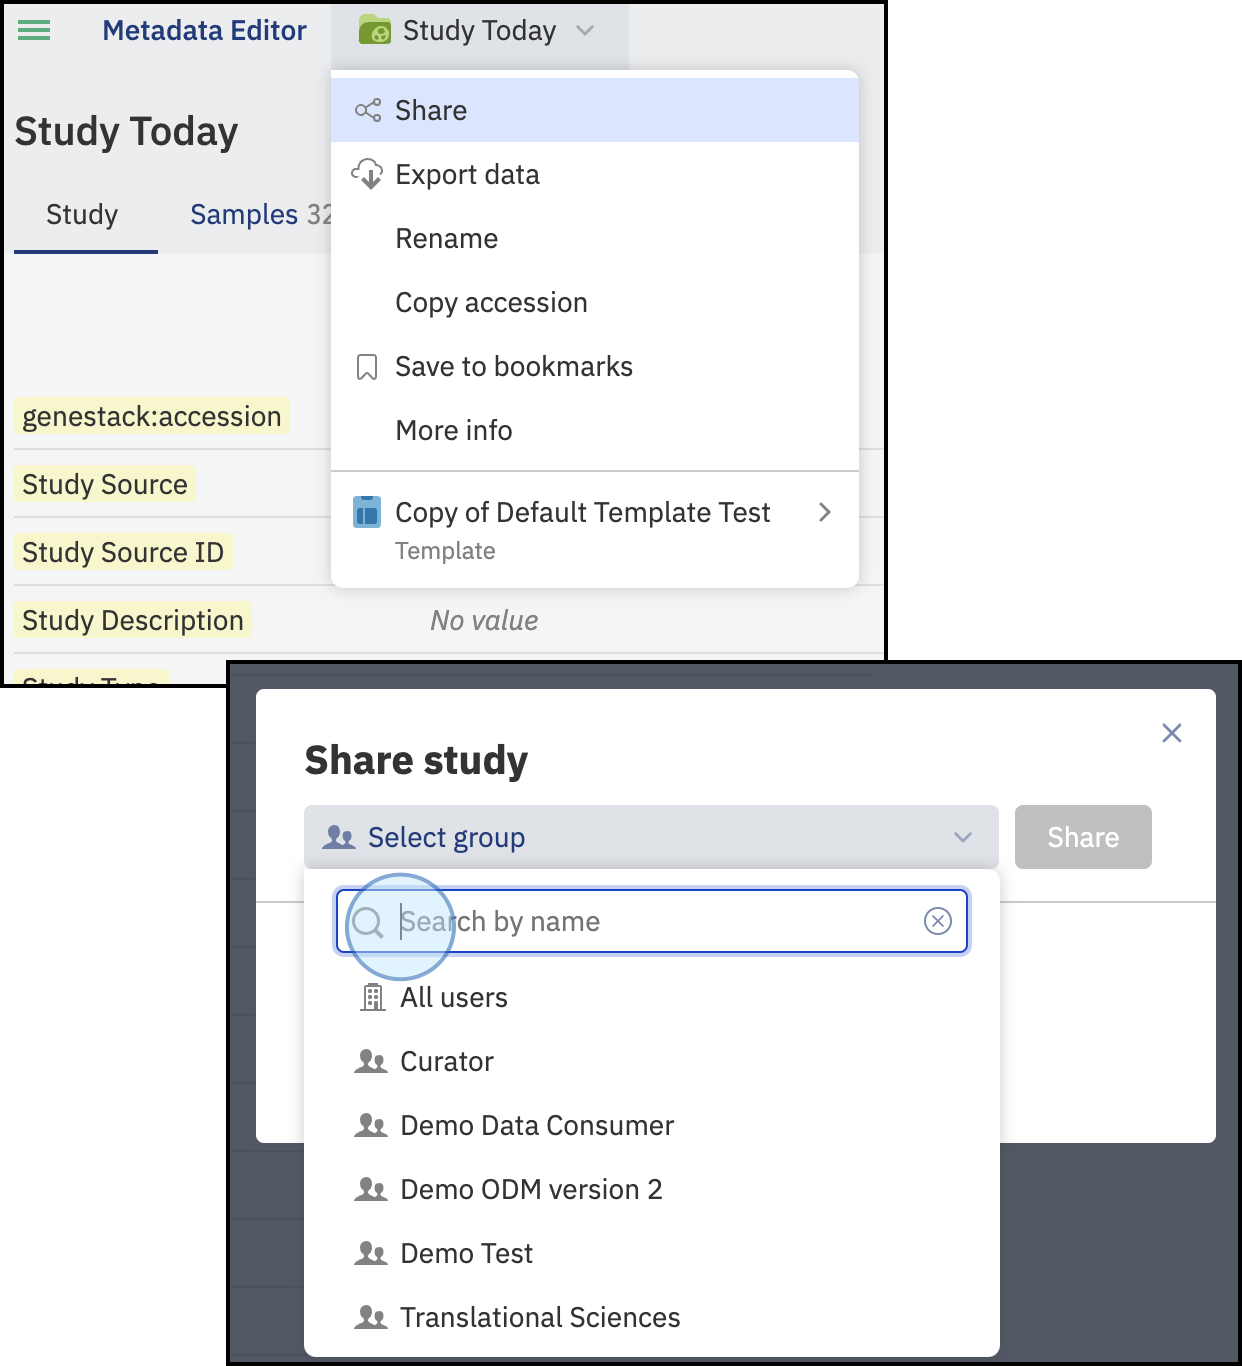 Metadata Editor
Study Today
Study Today
Study
Samples 32
Share
Export data
Rename
Copy accession
Save to bookmarks
More info
Copy of Default Template Test
Template
genestack:accession
Study Source
Study Source ID
Study Description
No value
Study Type
Share study
Select group
Share
Search by name
All users
Curator
Demo Data Consumer
Demo ODM version 2
Demo Test
Translational Sciences